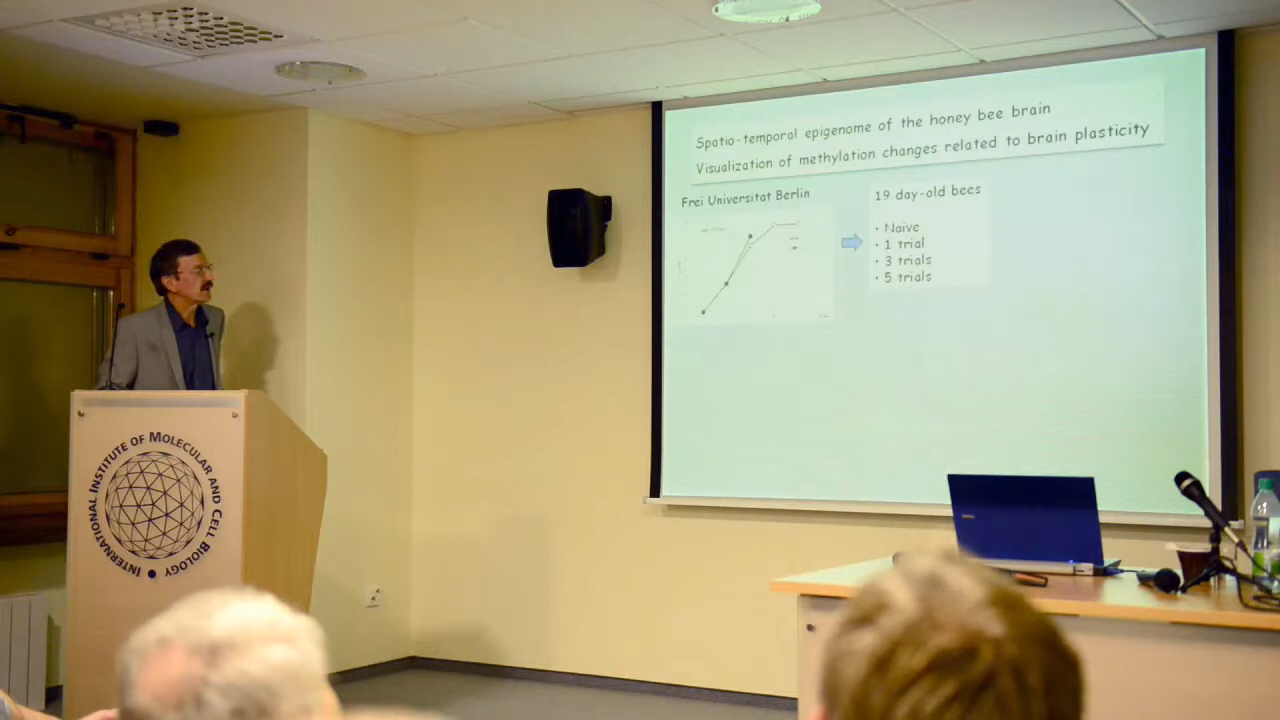 Spatio-temporal epigenome of the honey bee brain
Visualization of methylation changes related to brain plasticity
Frei Universitat Berlin
19 day-old bees
• Naïve
• 1 trial
• 3 trials
• 5 trials
INTERNATIONAL INSTITUTE OF MOLECULAR AND CELL BIOLOGY